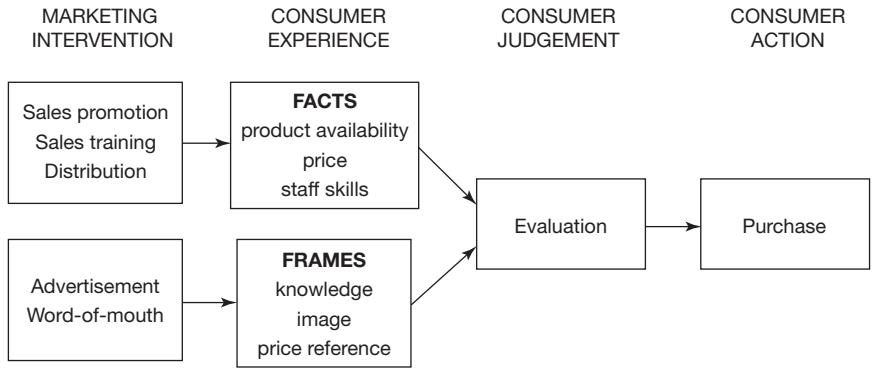 MARKETING
INTERVENTION
CONSUMER
EXPERIENCE
CONSUMER
JUDGEMENT
CONSUMER
ACTION
Sales promotion
Sales training
Distribution
FACTS
product availability
price
staff skills
Advertisement
Word-of-mouth
FRAMES
knowledge
image
price reference
Evaluation
Purchase